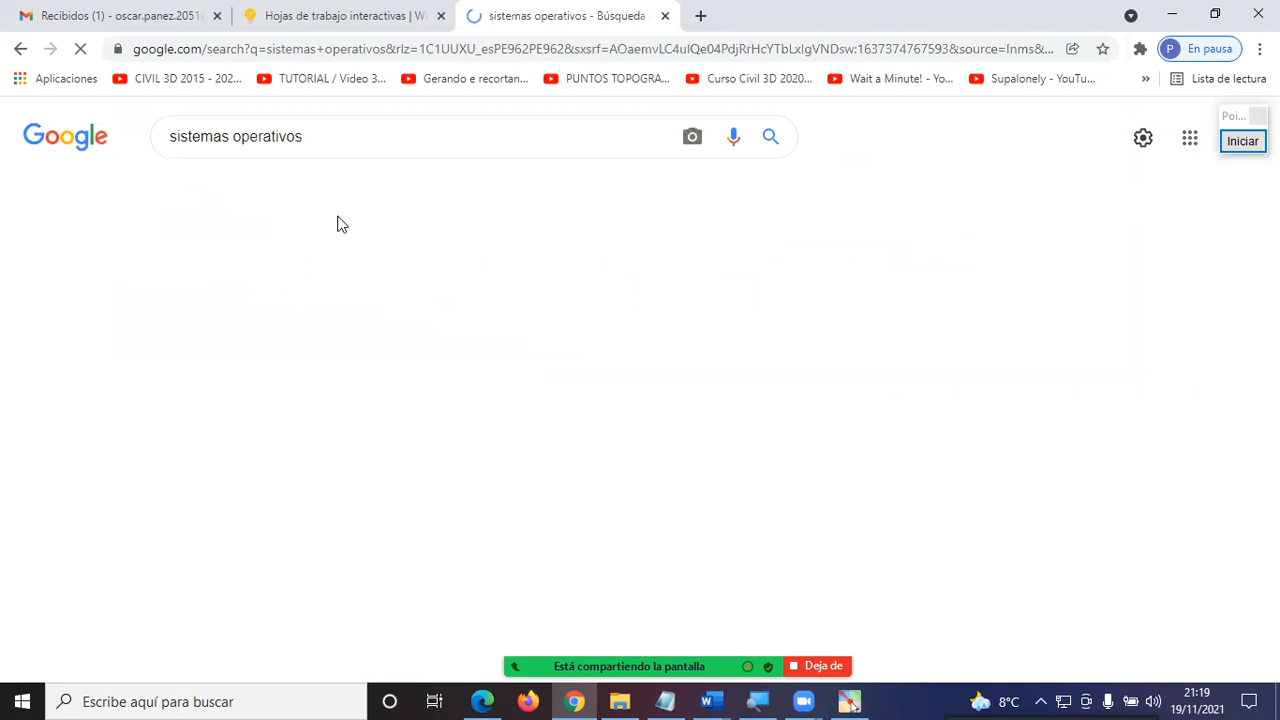 Recibidos (1) - oscar.panez.2051
Hojas de trabajo interactivas | W
sistemas operativos - Búsqueda
google.com/search?q=sistemas+operativos&rlz=1C1UUXU_esPE962PE962&sxsrf=AOaemvLC4uIQe04PdjRrHcYTbLxIgVNDsw:1637374767593&source=lnms&...
P En pausa
Aplicaciones
CIVIL 3D 2015 - 202...
TUTORIAL / Video 3...
Gerando e recortan...
PUNTOS TOPOGRA...
Curso Civil 3D 2020...
Wait a Minute! - Yo...
Supalonely - YouTu...
»
Lista de lectura
Google
sistemas operativos
Poi...
Iniciar
Está compartiendo la pantalla
Deja de
Escribe aquí para buscar
8°C
21:19
19/11/2021